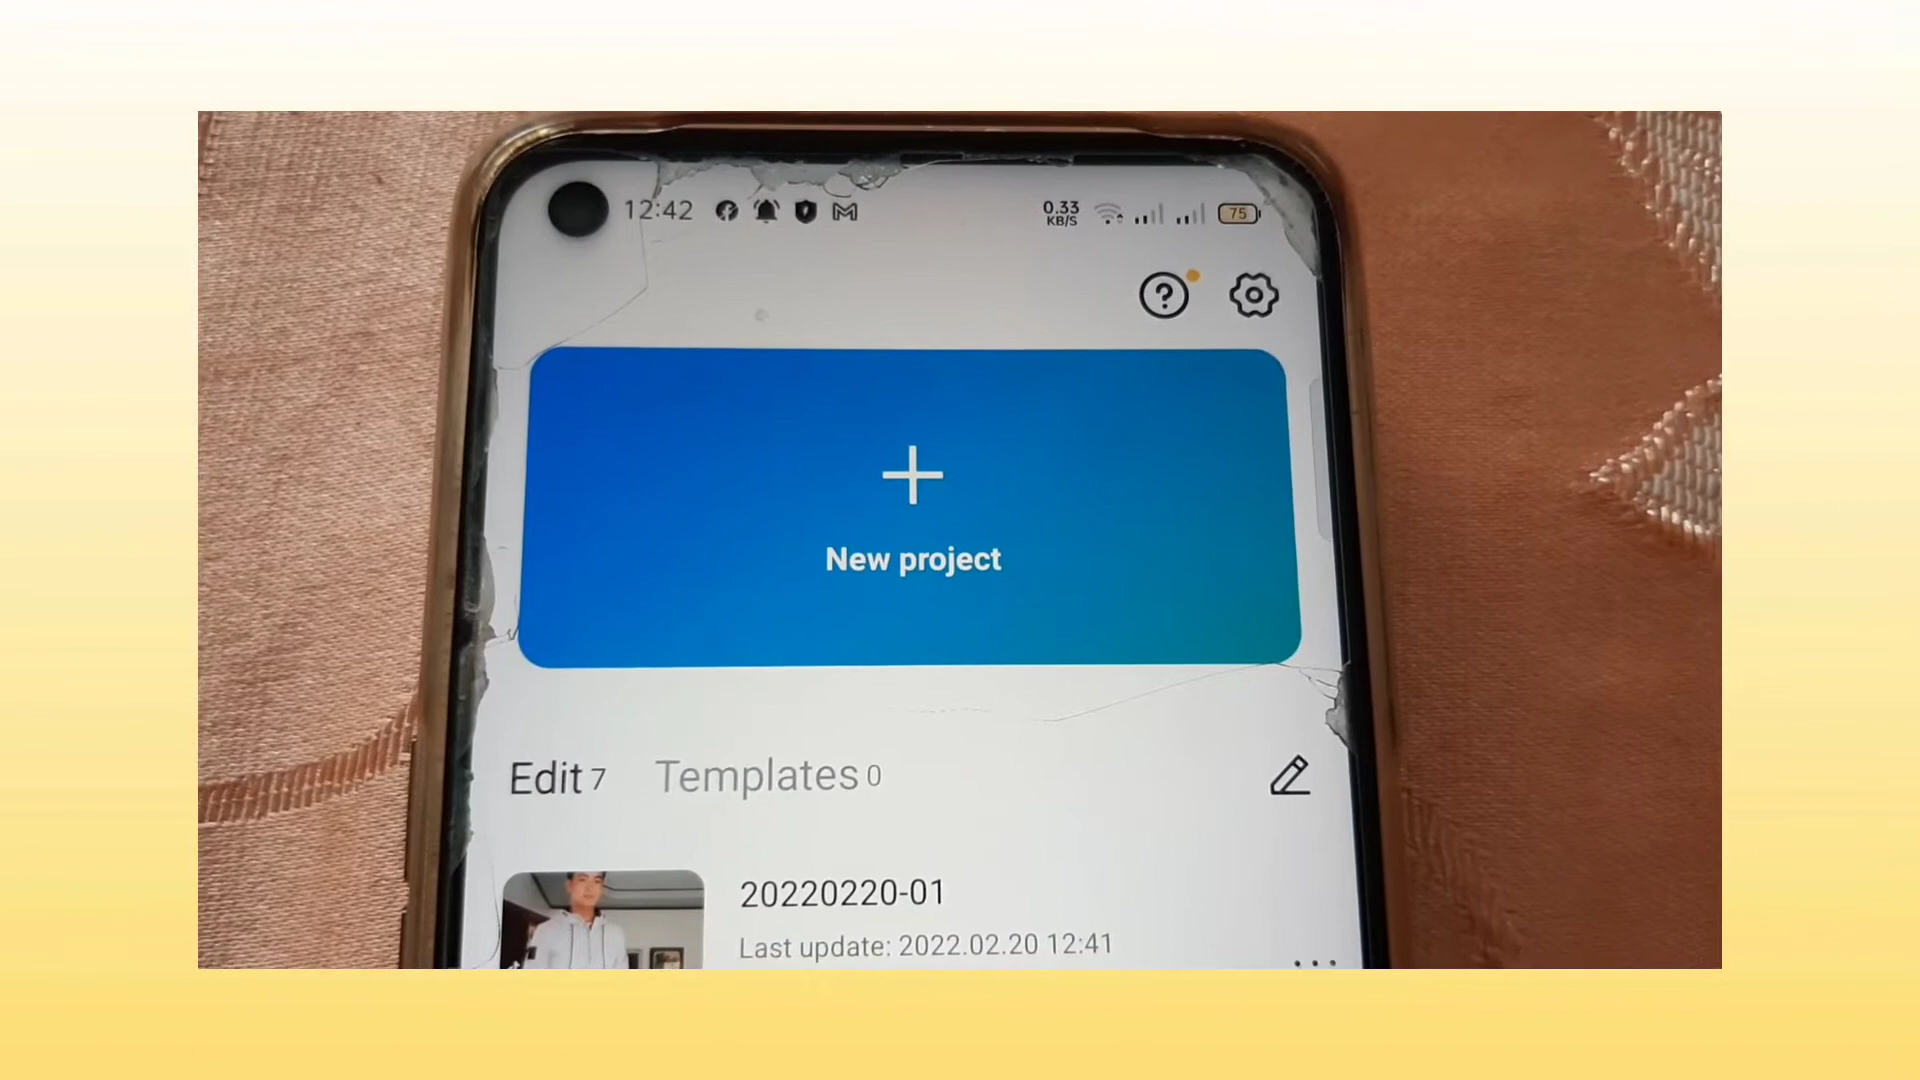 12:42
0.33
KB/S
75
New project
Edit 7
Templates 0
20220220-01
Last update: 2022.02.20 12:41